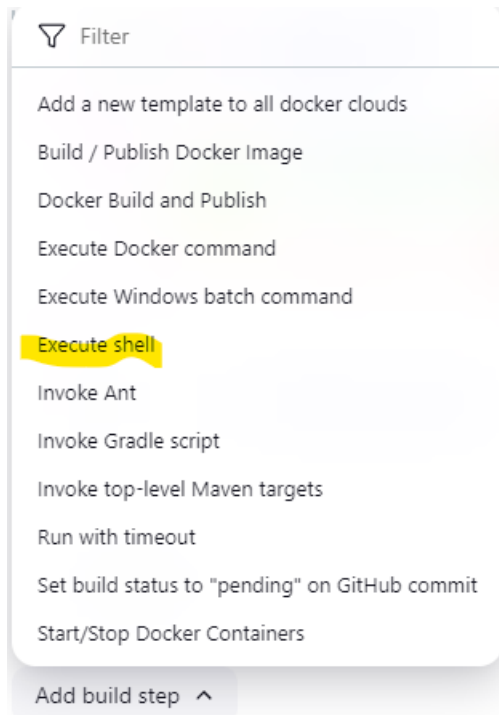 Filter
Add a new template to all docker clouds
Build / Publish Docker Image
Docker Build and Publish
Execute Docker command
Execute Windows batch command
Execute shell
Invoke Ant
Invoke Gradle script
Invoke top-level Maven targets
Run with timeout
Set build status to "pending" on GitHub commit
Start/Stop Docker Containers
Add build step